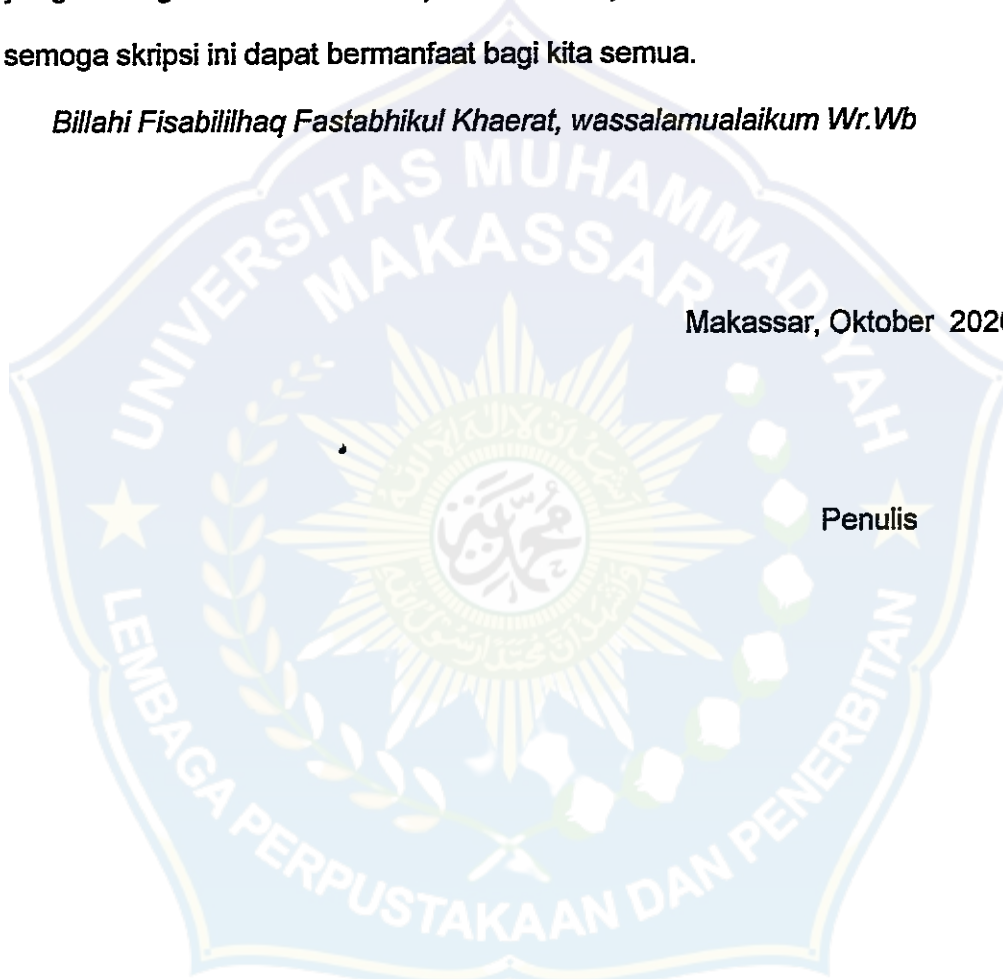 semoga skripsi ini dapat bermanfaat bagi kita semua.
Billahi Fisabililhaq Fastabhikul Khaerat, wassalamualaikum Wr.Wb
UNIVERSITAS MUHAMMADIYAH
MAKASSAR
Makassar, Oktober 202
Penulis
LEMBAGA PERPUSTAKAAN DAN PENERBITAN